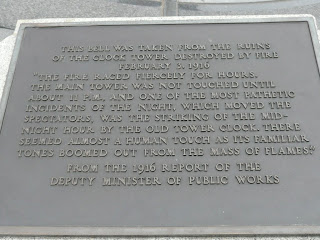 THIS BELL WAS TAKEN FROM THE RUINS
OF THE CLOCK TOWER DESTROYED BY FIRE
FEBRUARY 3, 1916
"THE FIRE RAGED FIERCELY FOR HOURS.
THE MAIN TOWER WAS NOT TOUCHED UNTIL
ABOUT 11 P.M., AND ONE OF THE MOST PATHETIC
INCIDENTS OF THE NIGHT, WHICH MOVED THE
SPECTATORS, WAS THE STRIKING OF THE MID-
NIGHT HOUR BY THE OLD TOWER CLOCK. THERE
SEEMED ALMOST A HUMAN TOUCH AS ITS FAMILIAR
TONES BOOMED OUT FROM THE MASS OF FLAMES."
FROM THE 1916 REPORT OF THE
DEPUTY MINISTER OF PUBLIC WORKS